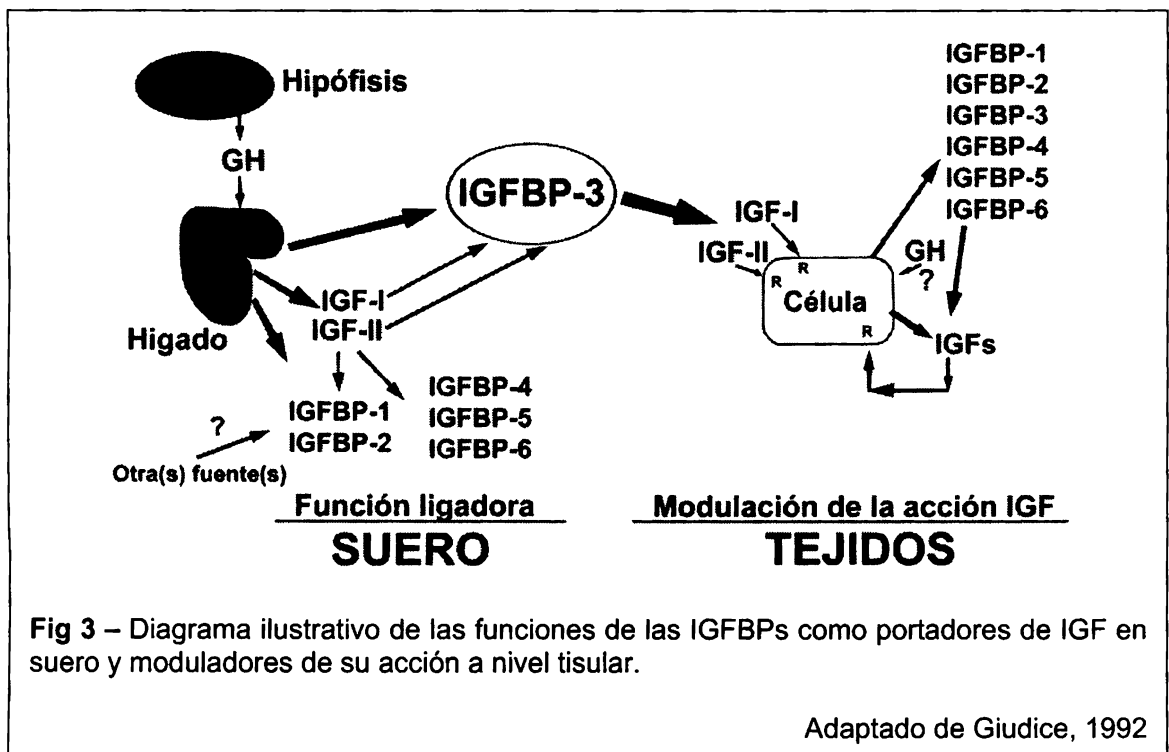 Hipófisis
GH
Higado
IGF-I
IGF-II
IGFBP-1
IGFBP-2
IGFBP-4
IGFBP-5
IGFBP-6
?
Otra(s) fuente(s)
IGFBP-3
IGF-I
IGF-II
R
R
Célula
R
GH
?
IGFs
IGFBP-1
IGFBP-2
IGFBP-3
IGFBP-4
IGFBP-5
IGFBP-6
Función ligadora
SUERO
Modulación de la acción IGF
TEJIDOS
Fig 3 – Diagrama ilustrativo de las funciones de las IGFBPs como portadores de IGF en
suero y moduladores de su acción a nivel tisular.
Adaptado de Giudice, 1992